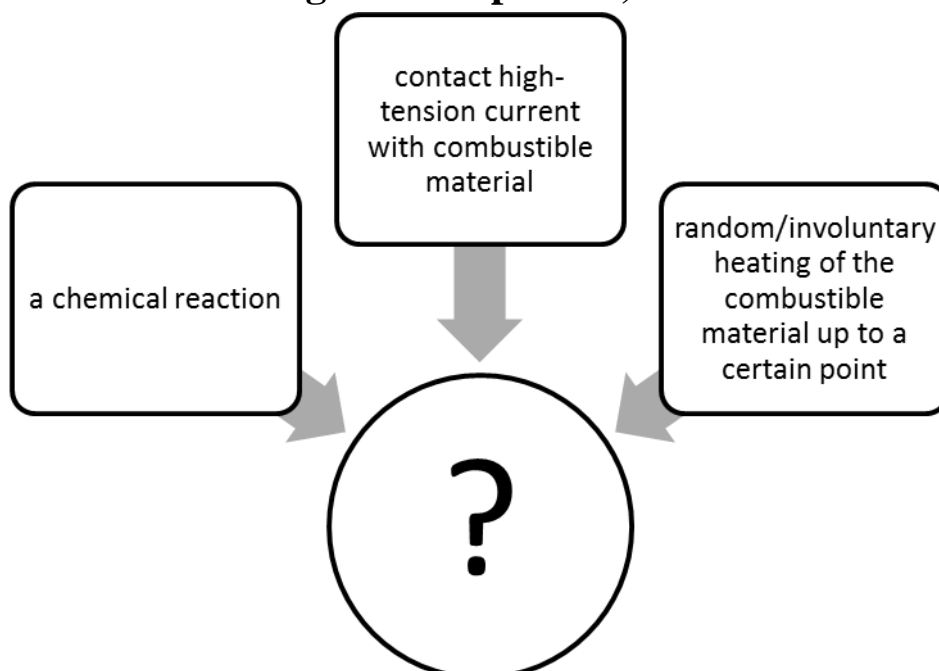 contact high-
tension current
with combustible
material
a chemical reaction
random/involuntary
heating of the
combustible
material up to a
certain point
?